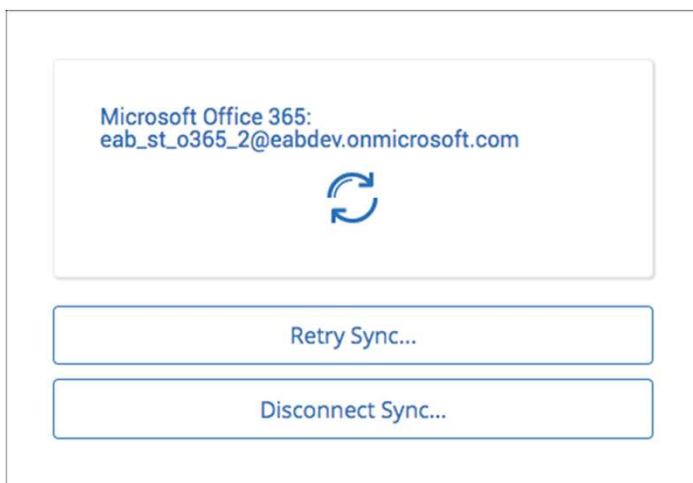 Microsoft Office 365:
eab_st_o365_2@eabdev.onmicrosoft.com
Retry Sync...
Disconnect Sync...